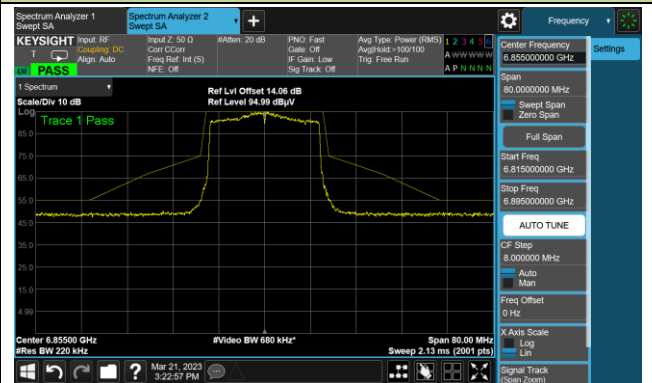 Spectrum Analyzer 1
Swept SA
Spectrum Analyzer 2
Swept SA
Frequency
KEYSIGHT
Input: RF
Coupling: DC
Align: Auto
Input Z: 50 Ω
Corr CCorr
Freq Ref: Int (S)
NFE: Off
#Atten: 20 dB
PNO: Fast
Gate: Off
IF Gain: Low
Sig Track: Off
Avg Type: Power (RMS)
Avg|Hold:>100/100
Trig: Free Run
1 2 3 4 5 6
A W W W W W
A P N N N N
T
LXI
PASS
1 Spectrum
Scale/Div 10 dB
Ref Lvl Offset 14.06 dB
Ref Level 94.99 dBµV
Log
Trace 1 Pass
85.0
75.0
65.0
55.0
45.0
35.0
25.0
15.0
4.99
Center 6.85500 GHz
#Res BW 220 kHz
#Video BW 680 kHz*
Span 80.00 MHz
Sweep 2.13 ms (2001 pts)
Mar 21, 2023
3:22:57 PM
Center Frequency
6.855000000 GHz
Settings
Span
80.0000000 MHz
Swept Span
Zero Span
Full Span
Start Freq
6.815000000 GHz
Stop Freq
6.895000000 GHz
AUTO TUNE
CF Step
8.000000 MHz
Auto
Man
Freq Offset
0 Hz
X Axis Scale
Log
Lin
Signal Track
(Span Zoom)